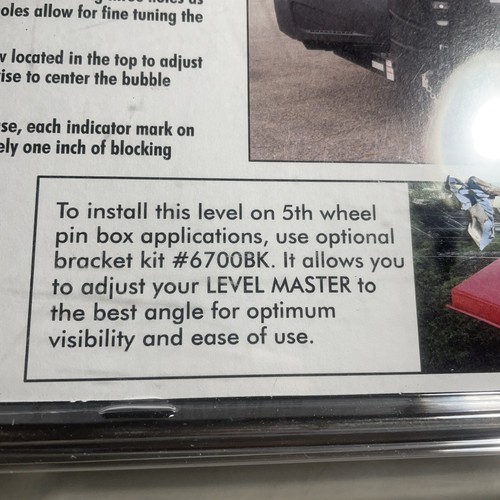 holes as
oles allow for fine tuning the
located in the top to adjust
ise to center the bubble
se, each indicator mark on
ely one inch of blocking
To install this level on 5th wheel
pin box applications, use optional
bracket kit #6700BK. It allows you
to adjust your LEVEL MASTER to
the best angle for optimum
visibility and ease of use.